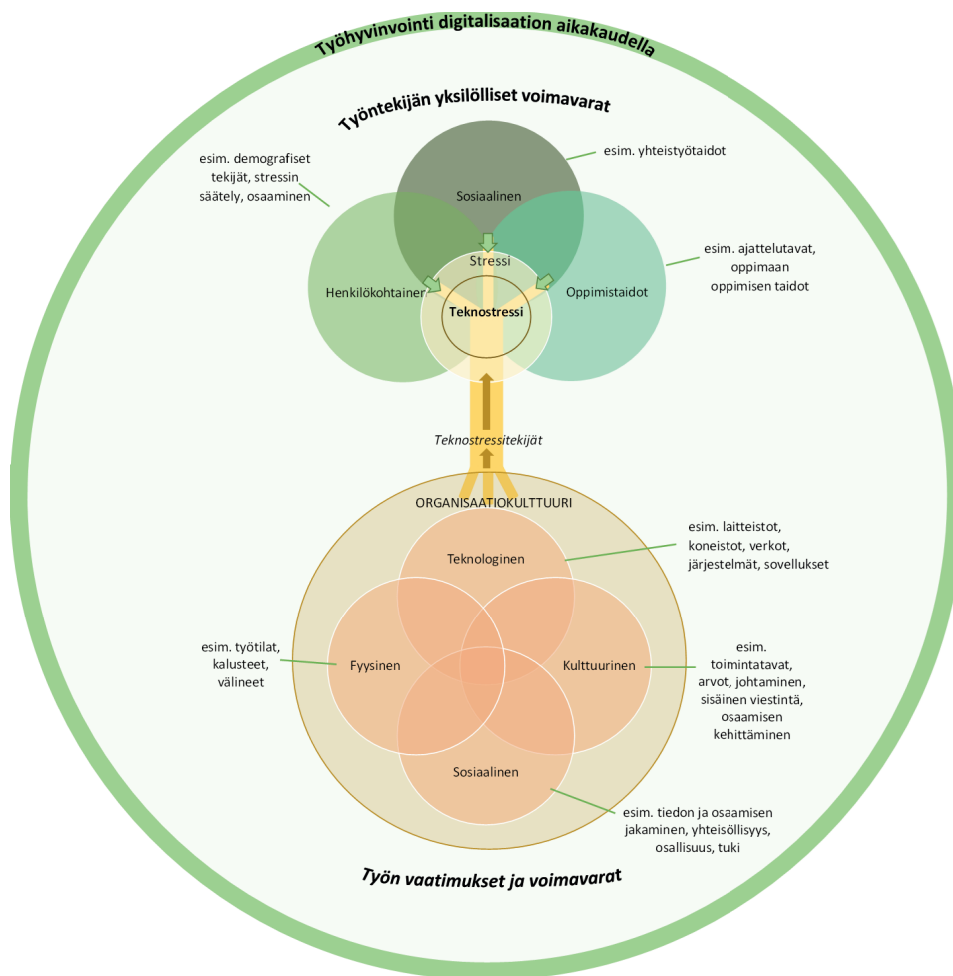 Työhyvinvointi digitalisaation aikakaudella
Työntekijän yksilölliset voimavarat
esim. demografiset
tekijät, stressin
säätely, osaaminen
esim. yhteistyötaidot
Sosiaalinen
esim. ajattelutavat,
oppimaan
oppimisen taidot
Stressi
Henkilökohtainen
Oppimistaidot
Teknostressi
Teknostressitekijät
ORGANISAATIOKULTTUURI
esim. laitteistot,
koneistot, verkot,
järjestelmät, sovellukset
Teknologinen
esim. työtilat,
kalusteet,
välineet
Fyysinen
Kulttuurinen
esim.
toimintatavat,
arvot, johtaminen,
sisäinen viestintä,
osaamisen
kehittäminen
Sosiaalinen
esim. tiedon ja osaamisen
jakaminen, yhteisöllisyys,
osallisuus, tuki
Työn vaatimukset ja voimavarat